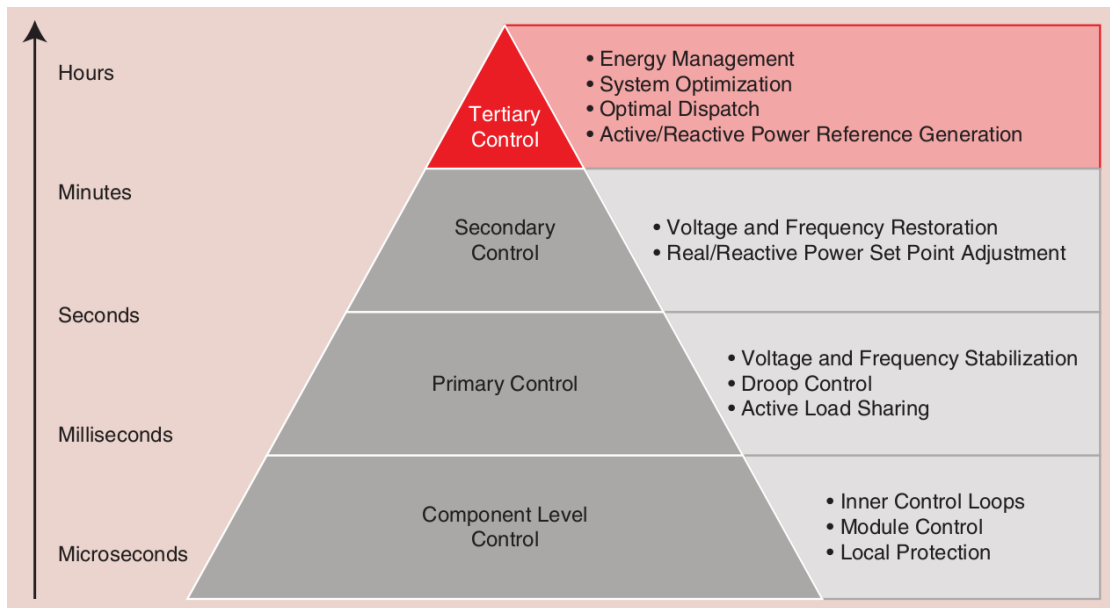 Hours
Tertiary
Control
• Energy Management
• System Optimization
• Optimal Dispatch
• Active/Reactive Power Reference Generation
Minutes
Secondary
Control
• Voltage and Frequency Restoration
• Real/Reactive Power Set Point Adjustment
Seconds
Primary Control
• Voltage and Frequency Stabilization
• Droop Control
• Active Load Sharing
Milliseconds
Component Level
Control
• Inner Control Loops
• Module Control
• Local Protection
Microseconds